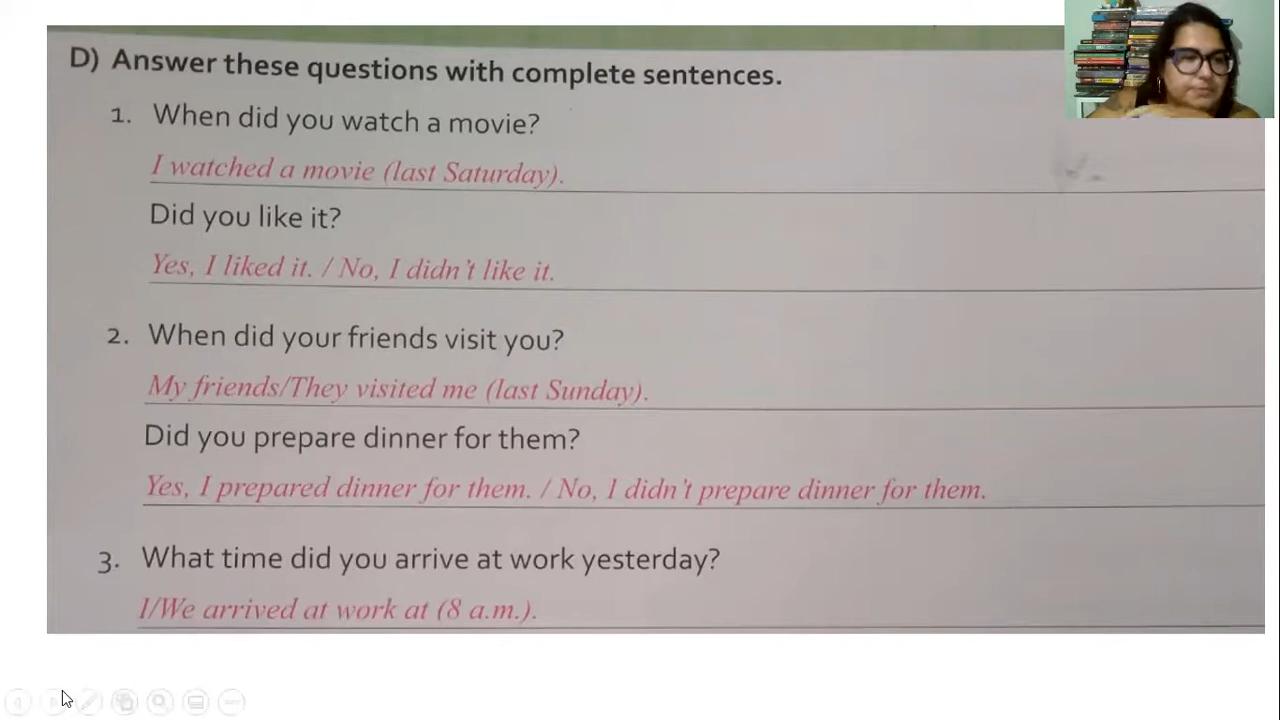 D) Answer these questions with complete sentences.
1. When did you watch a movie?
I watched a movie (last Saturday).
Did you like it?
Yes, I liked it. / No, I didn't like it.
2. When did your friends visit you?
My friends/They visited me (last Sunday).
Did you prepare dinner for them?
Yes, I prepared dinner for them. / No, I didn't prepare dinner for them.
3. What time did you arrive at work yesterday?
I/We arrived at work at (8 a.m.).